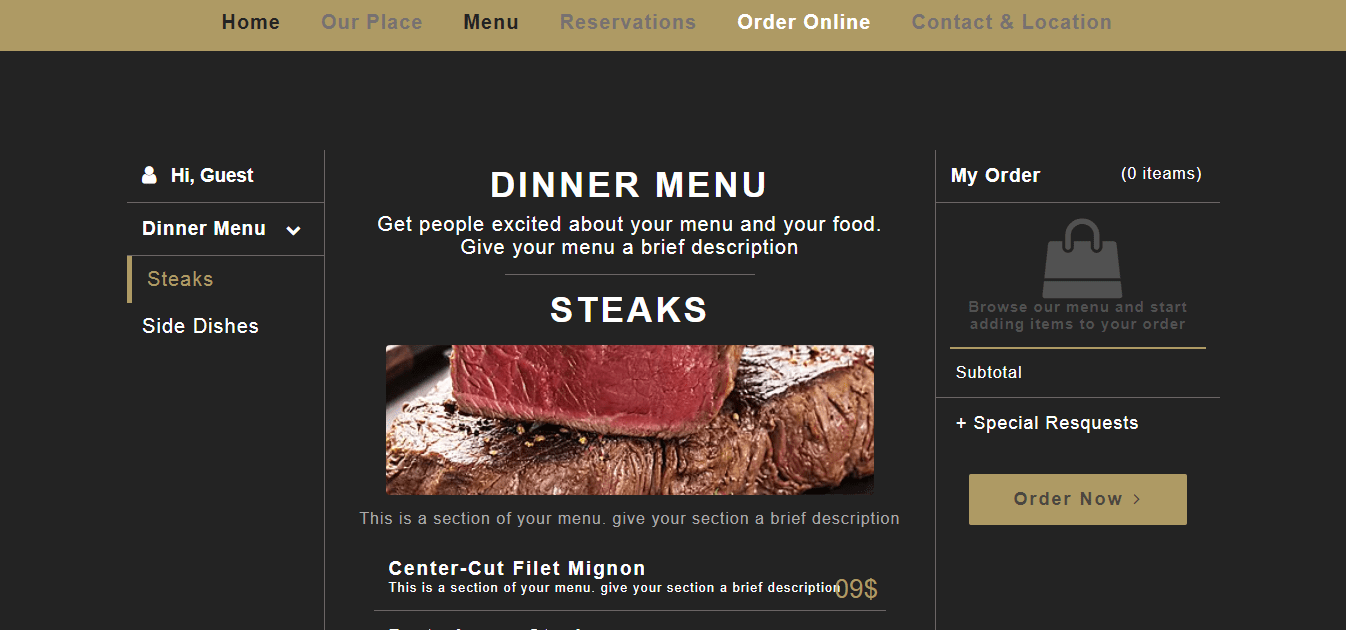 Home Our Place Menu Reservations Order Online Contact & Location
Hi, Guest
Dinner Menu
Steaks
Side Dishes
DINNER MENU
Get people excited about your menu and your food.
Give your menu a brief description
STEAKS
This is a section of your menu. give your section a brief description
Center-Cut Filet Mignon
This is a section of your menu. give your section a brief description
09$
My Order (0 iteams)
Browse our menu and start
adding items to your order
Subtotal
+ Special Resquests
Order Now >